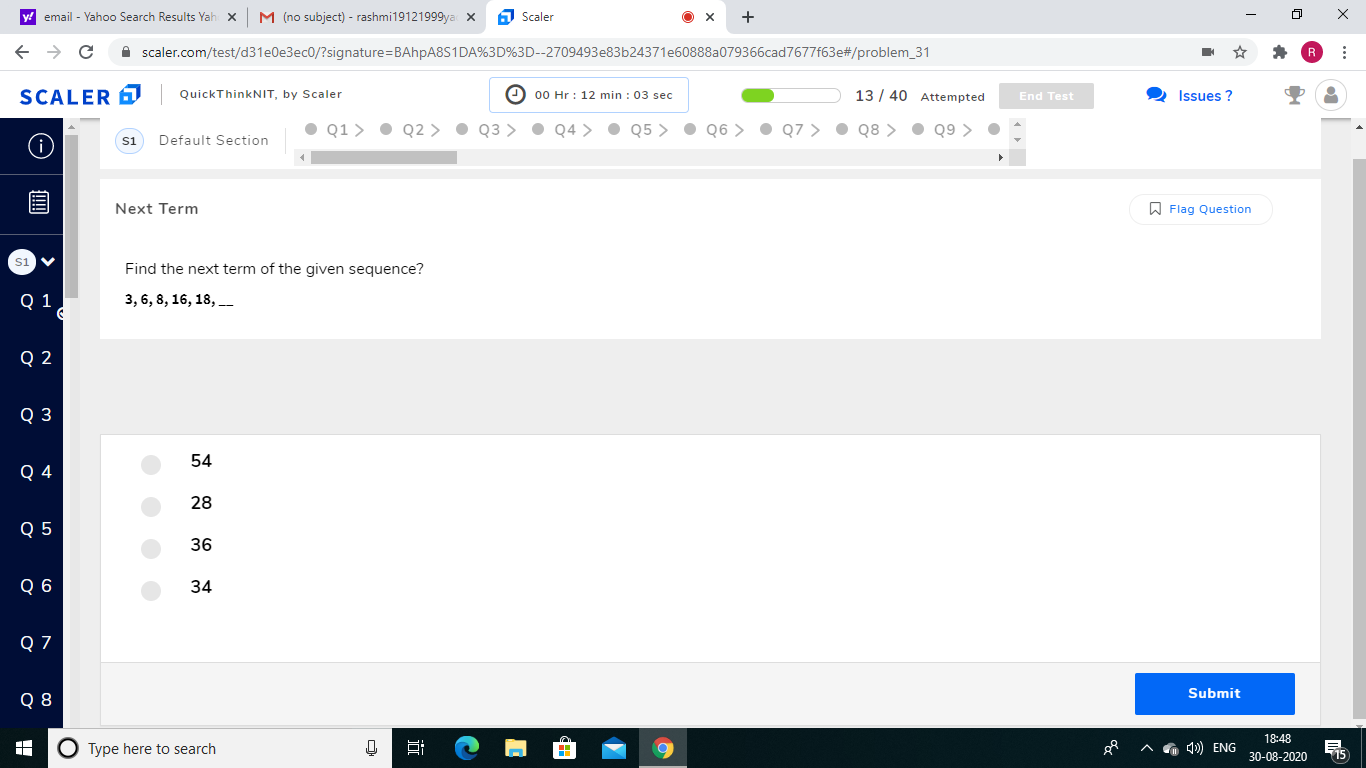 email - Yahoo Search Results Yah
(no subject) - rashmi19121999ya
Scaler
scaler.com/test/d31e0e3ec0/?signature=BAhpA8S1DA%3D%3D--2709493e83b24371e60888a079366cad7677f63e#/problem_31
R
SCALER
QuickThinkNIT, by Scaler
00 Hr : 12 min : 03 sec
13 / 40 Attempted
End Test
Issues ?
S1 Default Section
Q1 > Q2 > Q3 > Q4 > Q5 > Q6 > Q7 > Q8 > Q9 >
Next Term
Flag Question
S1
Q 1
Q 2
Q 3
Q 4
Q 5
Q 6
Q 7
Q 8
Find the next term of the given sequence?
3, 6, 8, 16, 18, __
54
28
36
34
Submit
Type here to search
ENG
18:48
30-08-2020
15